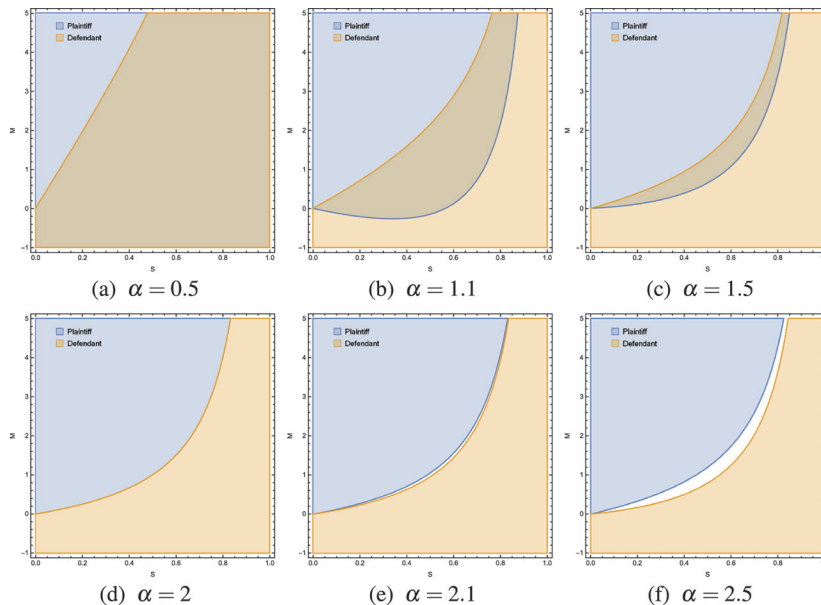 Plaintiff
Defendant
M
5
4
3
2
1
0
−1
0.0 0.2 0.4 0.6 0.8 1.0
S
(a) α = 0.5
Plaintiff
Defendant
M
5
4
3
2
1
0
−1
0.0 0.2 0.4 0.6 0.8 1.0
S
(b) α = 1.1
Plaintiff
Defendant
M
5
4
3
2
1
0
−1
0.0 0.2 0.4 0.6 0.8
S
(c) α = 1.5
Plaintiff
Defendant
M
5
4
3
2
1
0
−1
0.0 0.2 0.4 0.6 0.8 1.0
S
(d) α = 2
Plaintiff
Defendant
M
5
4
3
2
1
0
−1
0.0 0.2 0.4 0.6 0.8 1.0
S
(e) α = 2.1
Plaintiff
Defendant
M
5
4
3
2
1
0
−1
0.0 0.2 0.4 0.6 0.8
S
(f) α = 2.5